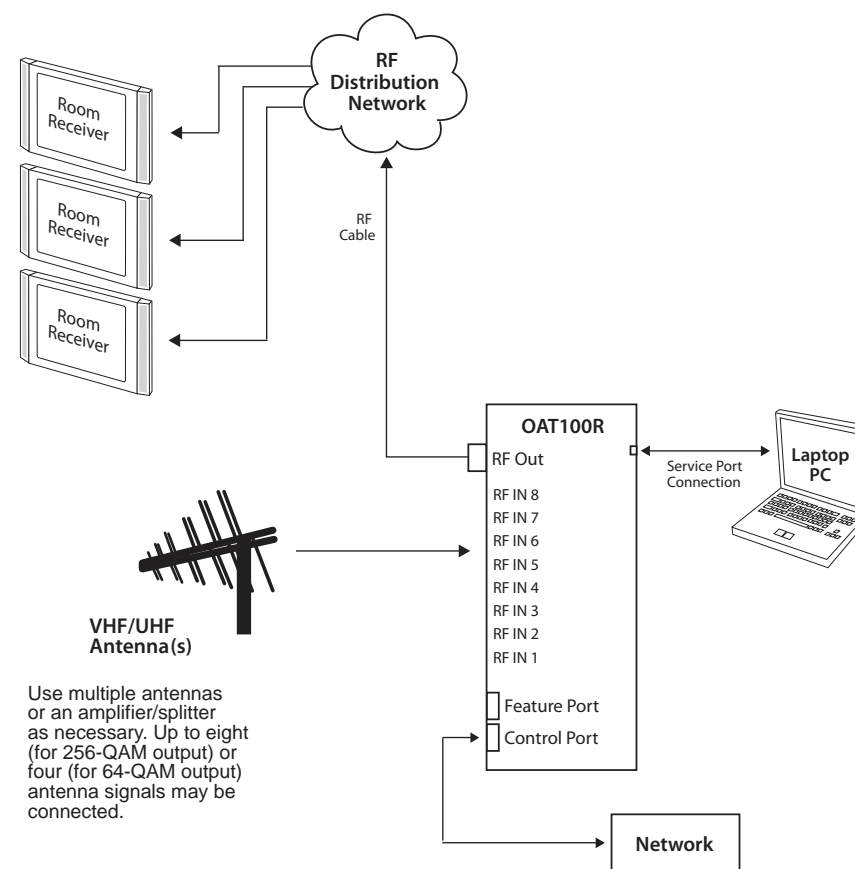 RF
Distribution
Network
Room
Receiver
Room
Receiver
Room
Receiver
RF
Cable
OAT100R
RF Out
RF IN 8
RF IN 7
RF IN 6
RF IN 5
RF IN 4
RF IN 3
RF IN 2
RF IN 1
Feature Port
Control Port
Service Port
Connection
Laptop
PC
VHF/UHF
Antenna(s)
Use multiple antennas
or an amplifier/splitter
as necessary. Up to eight
(for 256-QAM output) or
four (for 64-QAM output)
antenna signals may be
connected.
Network